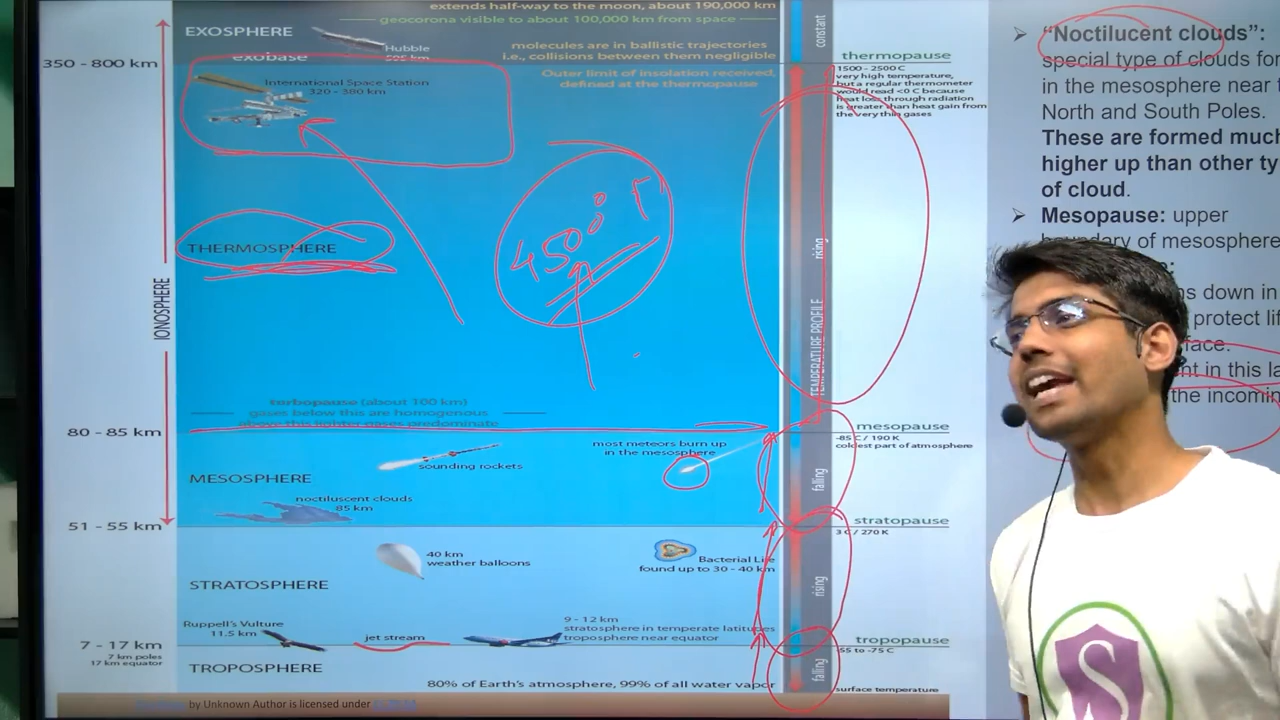 extends half-way to the moon, about 190,000 km
geocorona visible to about 100,000 km from space
EXOSPHERE
Hubble
595 km
exobase
molecules are in ballistic trajectories
i.e., collisions between them negligible
constant
350 - 800 km
International Space Station
320 - 380 km
Outer limit of insolation received,
defined at the thermopause
thermopause
1500 - 2500 C
very high temperature,
but a regular thermometer
would read <0 C because
heat loss through radiation
is greater than heat gain from
the very thin gases
4500
THERMOSPHERE
IONOSPHERE
rising
TEMPERATURE PROFILE
turbopause (about 100 km)
gases below this are homogenous
above this lighter gases predominate
80 - 85 km
mesopause
-85 C / 190 K
coldest part of atmosphere
most meteors burn up
in the mesosphere
sounding rockets
MESOSPHERE
falling
noctiluscent clouds
85 km
51 - 55 km
stratopause
3 C / 270 K
40 km
weather balloons
Bacterial Life
found up to 30 - 40 km
STRATOSPHERE
rising
Ruppell's Vulture
11.5 km
jet stream
9 - 12 km
stratosphere in temperate latitudes
troposphere near equator
7 - 17 km
7 km poles
17 km equator
tropopause
55 to -75 C
TROPOSPHERE
falling
80% of Earth's atmosphere, 99% of all water vapor
surface temperature
by Unknown Author is licensed under
"Noctilucent clouds":
special type of clouds for
in the mesosphere near
North and South Poles.
These are formed much
higher up than other ty
of cloud.
Mesopause: upper
boundary of mesosphere
ns down in
protect lif
face.
nt in this la
the incomin
S